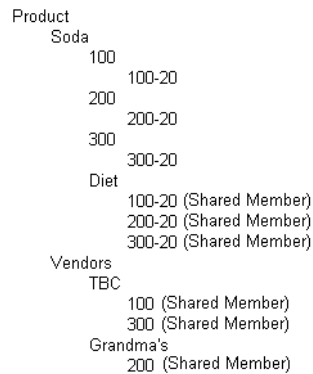 Product
Soda
100
100-20
200
200-20
300
300-20
Diet
100-20 (Shared Member)
200-20 (Shared Member)
300-20 (Shared Member)
Vendors
TBC
100 (Shared Member)
300 (Shared Member)
Grandma's
200 (Shared Member)